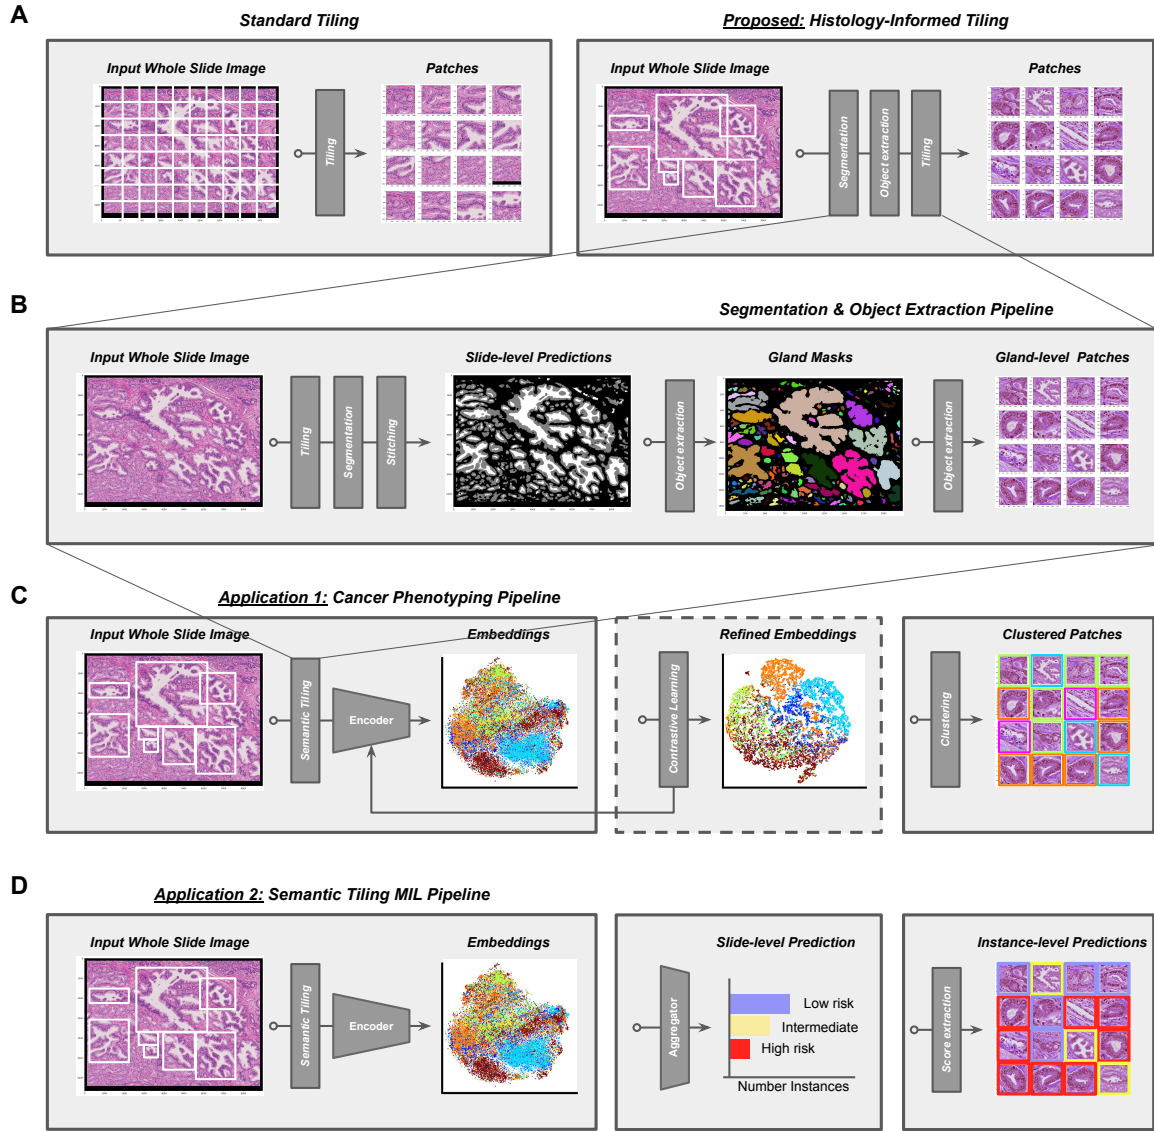 A
Standard Tiling
Proposed: Histology-Informed Tiling
Input Whole Slide Image
Patches
Input Whole Slide Image
Patches
Tiling
Segmentation
Object extraction
Tiling
B
Segmentation & Object Extraction Pipeline
Input Whole Slide Image
Slide-level Predictions
Gland Masks
Gland-level Patches
Tiling
Segmentation
Stitching
Object extraction
Object extraction
C
Application 1: Cancer Phenotyping Pipeline
Input Whole Slide Image
Embeddings
Refined Embeddings
Clustered Patches
Semantic Tiling
Encoder
Contrastive Learning
Clustering
D
Application 2: Semantic Tiling MIL Pipeline
Input Whole Slide Image
Embeddings
Slide-level Prediction
Instance-level Predictions
Semantic Tiling
Encoder
Aggregator
Low risk
Intermediate
High risk
Number Instances
Score extraction